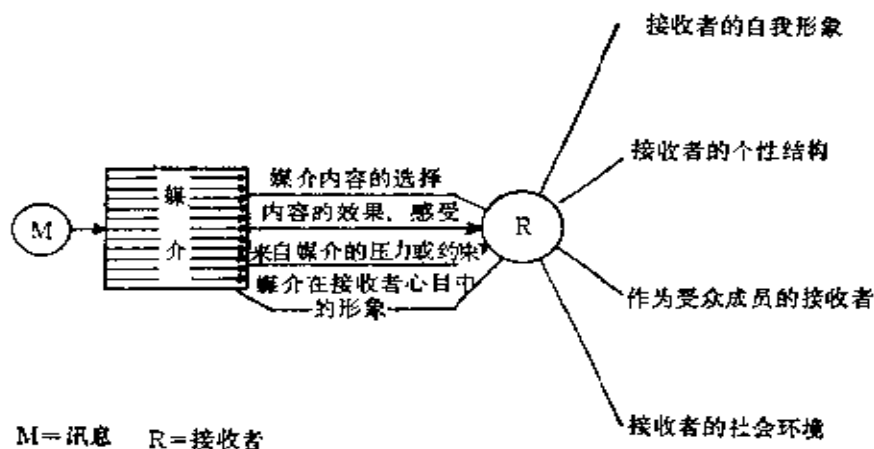 接收者的自我形象
接收者的个性结构
媒介内容的选择
媒介
内容的效果、感受
M
R
来自媒介的压力或约束
媒介在接收者心目中
的形象
作为受众成员的接收者
接收者的社会环境
M=讯息 R=接收者